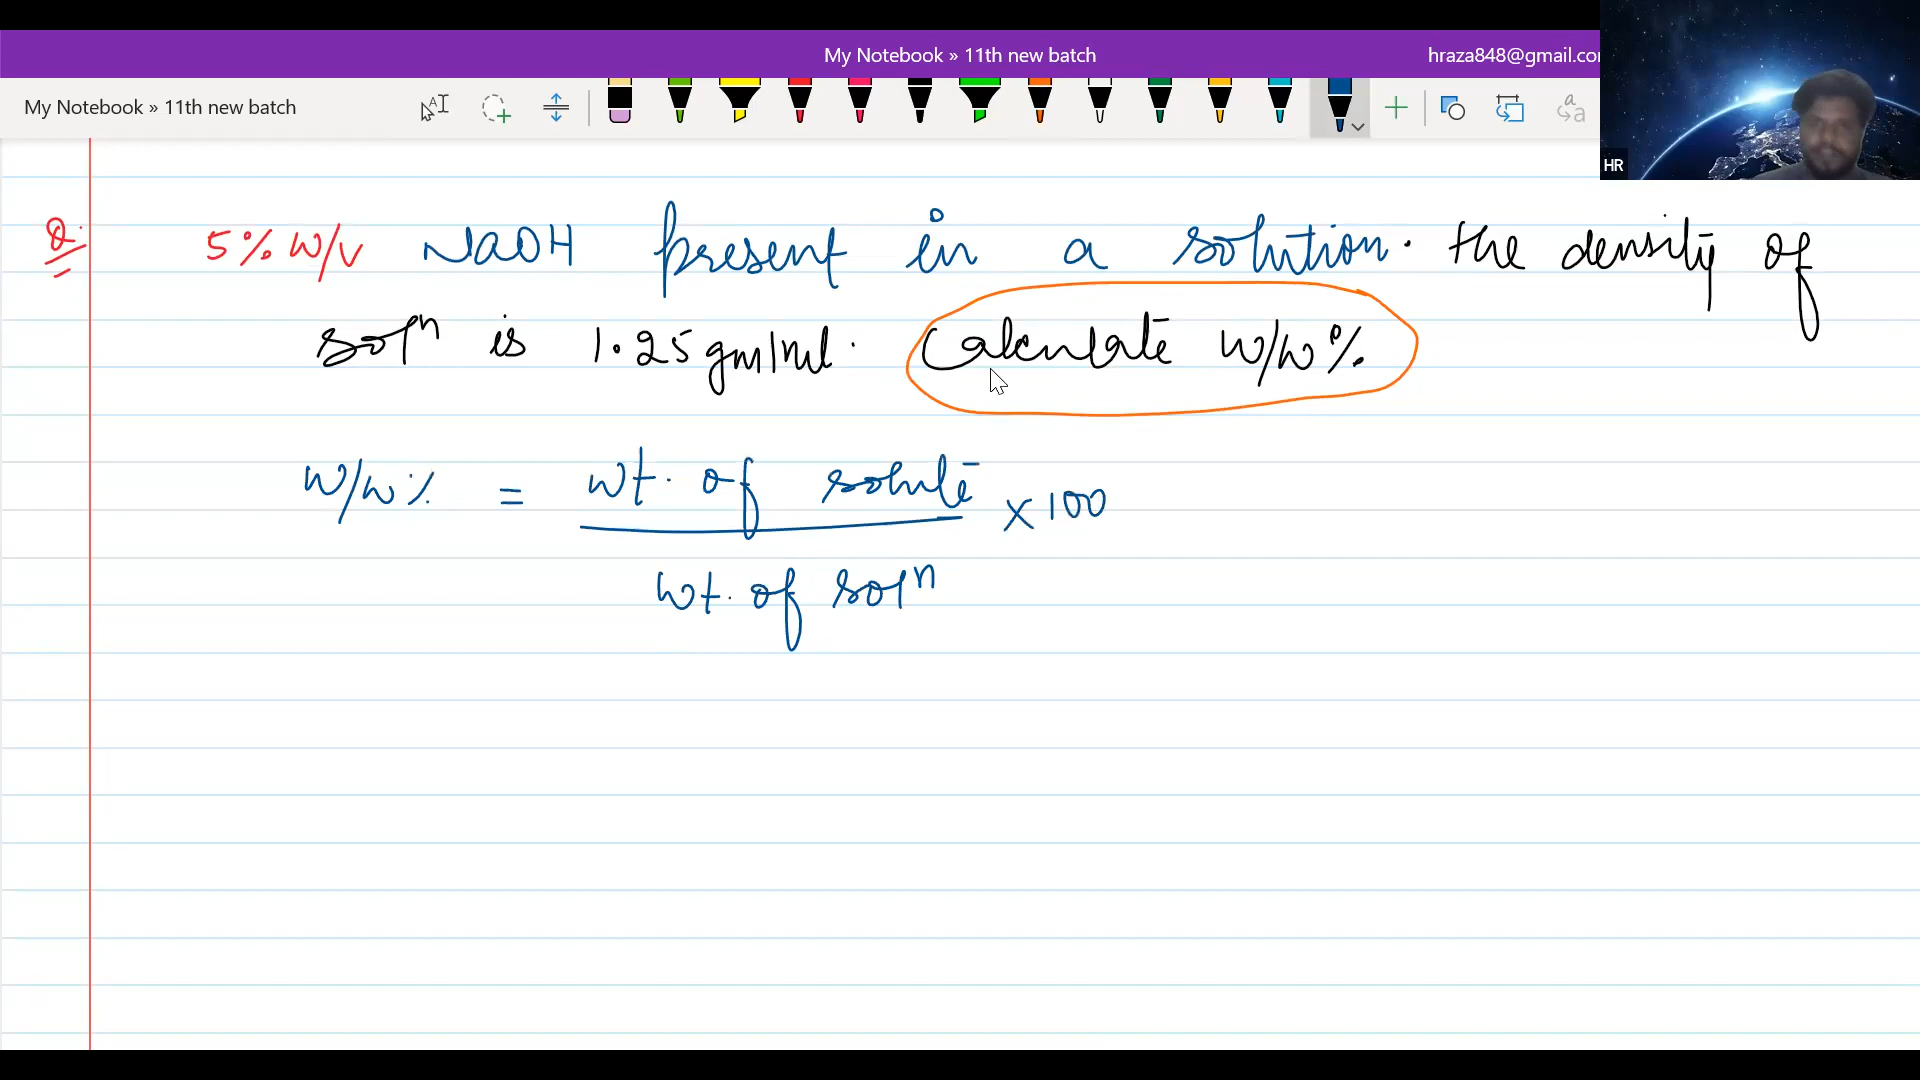 My Notebook » 11th new batch
hraza848@gmail.co
My Notebook » 11th new batch
HR
Q. 5% W/V NaOH present in a solution. the density of
solⁿ is 1.25 gm/ml. Calculate W/W%
W/W% = wt. of solute × 100
wt. of solⁿ